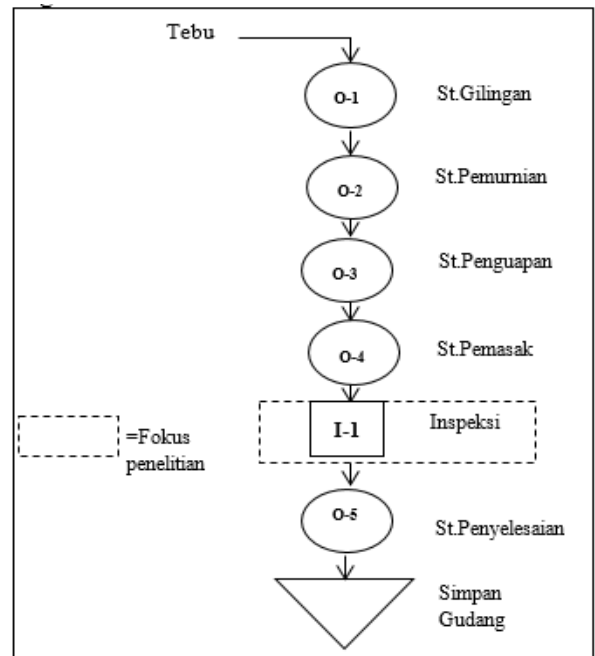 Tebu
O-1
St.Gilingan
O-2
St.Pemurnian
O-3
St.Penguapan
O-4
St.Pemasak
I-1
Inspeksi
=Fokus
penelitian
O-5
St.Penyelesaian
Simpan
Gudang